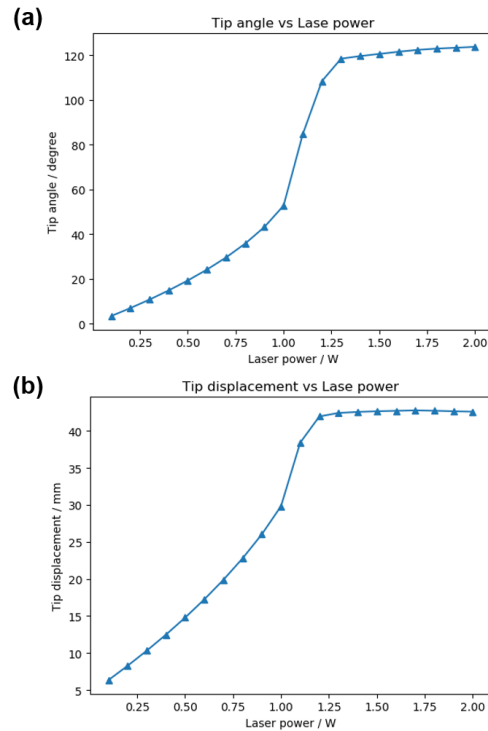 (a)
Tip angle vs Lase power
Tip angle / degree
120
100
80
60
40
20
0
0.25 0.50 0.75 1.00 1.25 1.50 1.75 2.00
Laser power / W
(b)
Tip displacement vs Lase power
Tip displacement / mm
40
35
30
25
20
15
10
5
0.25 0.50 0.75 1.00 1.25 1.50 1.75 2.00
Laser power / W